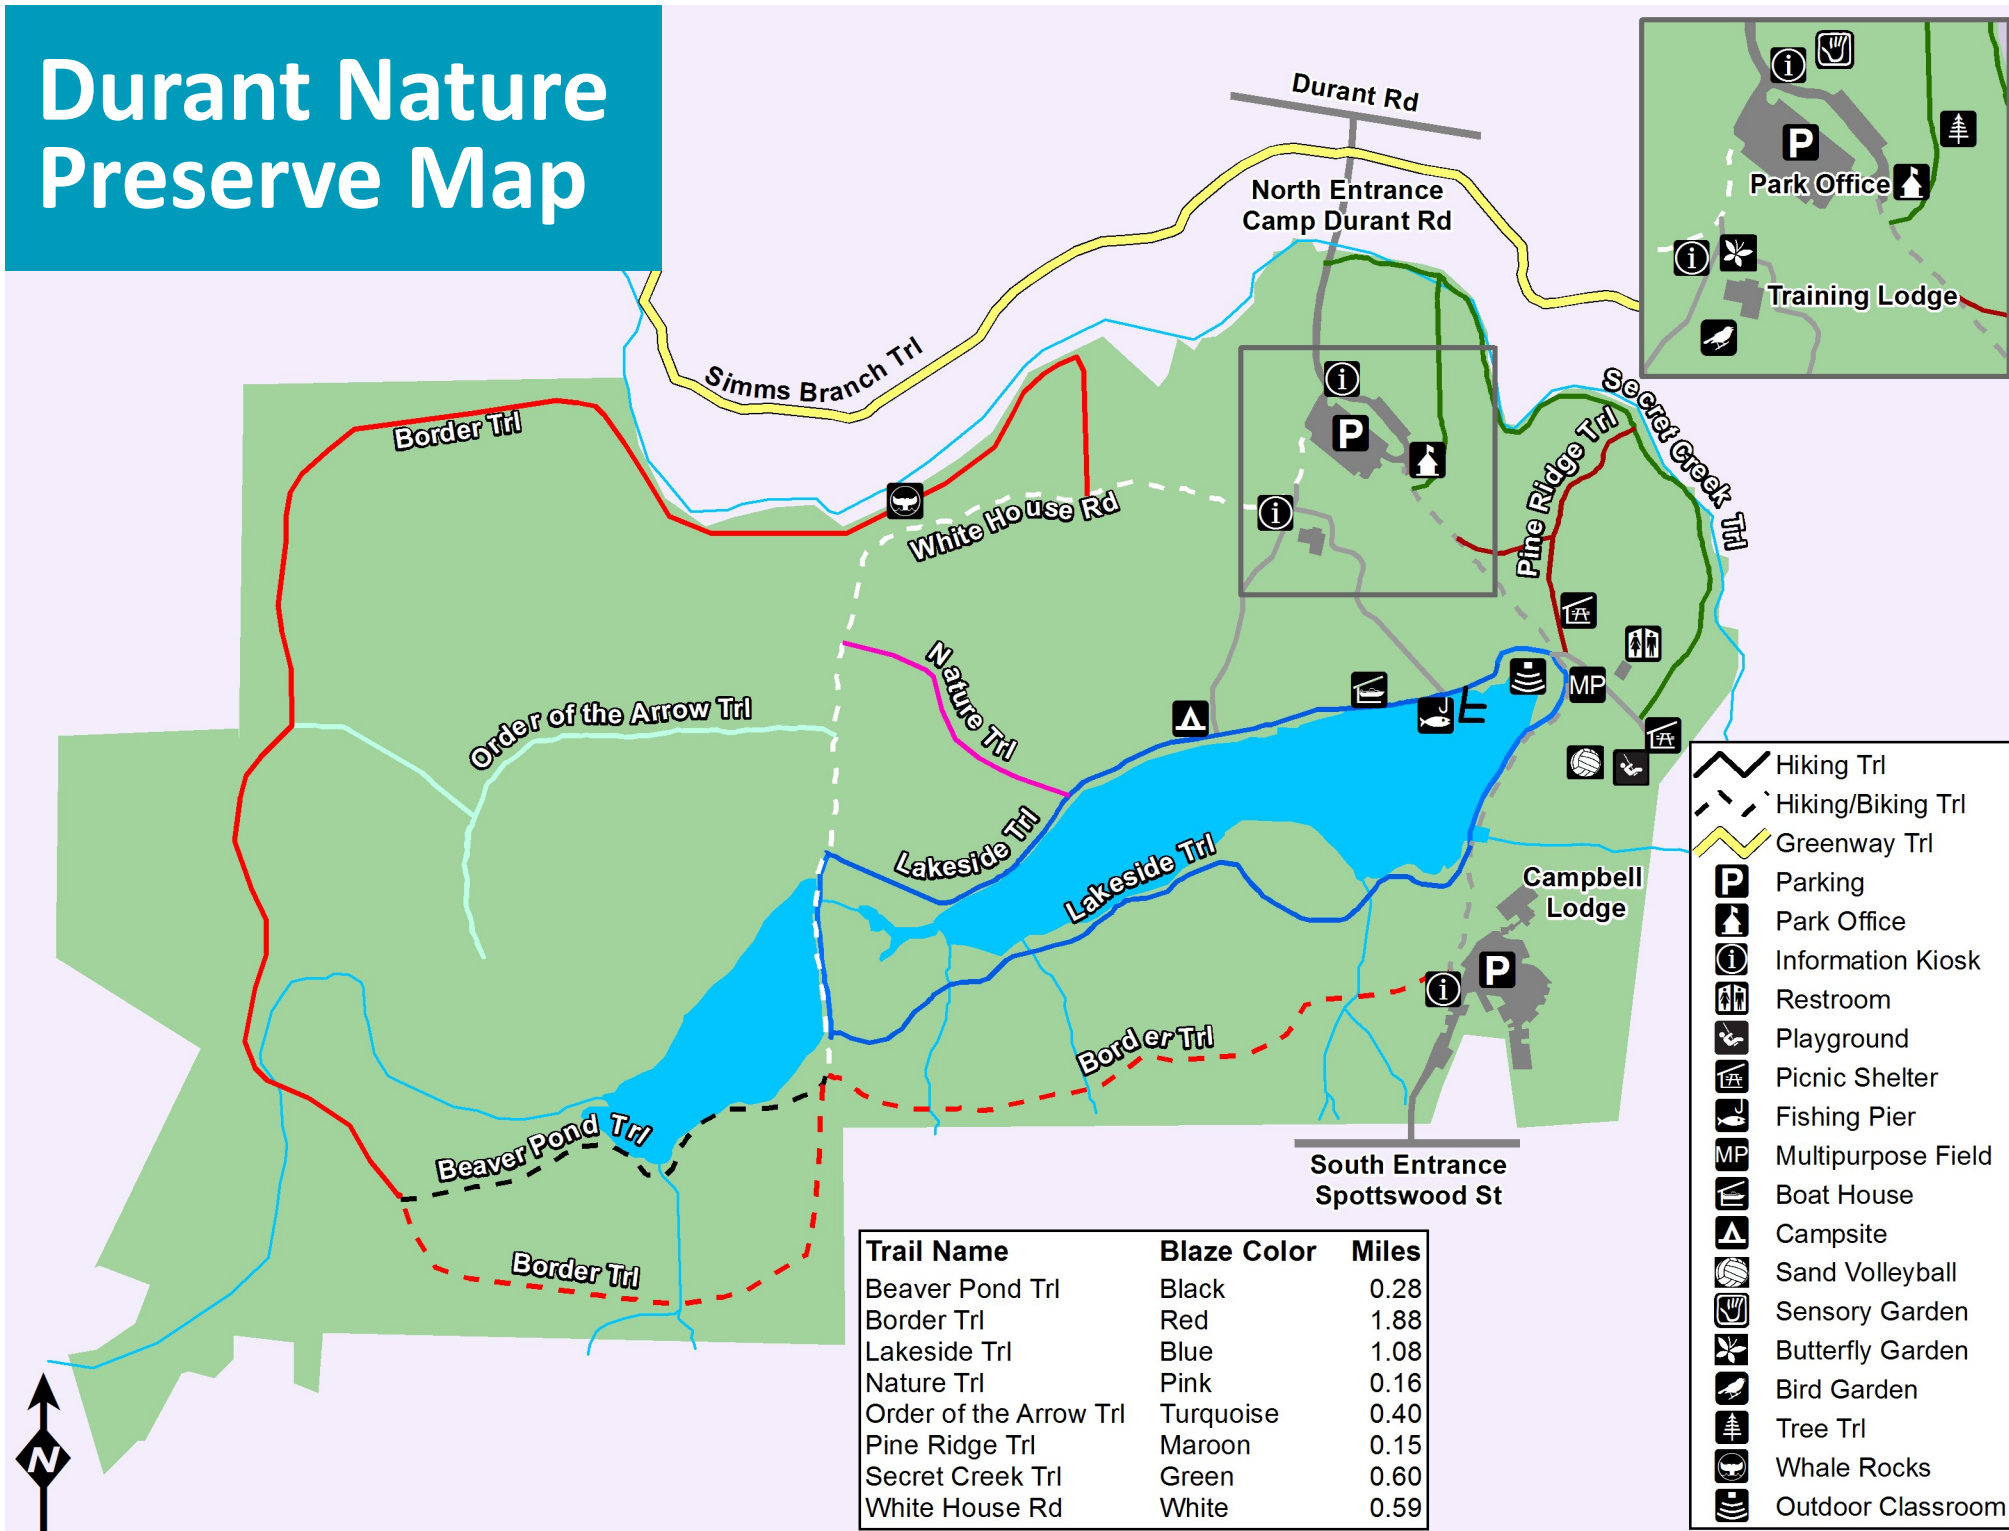 Durant Nature
Preserve Map
Durant Rd
North Entrance
Camp Durant Rd
P
Park Office
Training Lodge
Simms Branch Trl
Border Trl
White House Rd
P
Pine Ridge Trl
Secret Creek Trl
Nature Trl
Order of the Arrow Trl
MP
Lakeside Trl
Lakeside Trl
Campbell
Lodge
P
Border Trl
Beaver Pond Trl
Border Trl
South Entrance
Spottswood St
N
Hiking Trl
Hiking/Biking Trl
Greenway Trl
P Parking
Park Office
i Information Kiosk
Restroom
Playground
Picnic Shelter
Fishing Pier
MP Multipurpose Field
Boat House
Campsite
Sand Volleyball
Sensory Garden
Butterfly Garden
Bird Garden
Tree Trl
Whale Rocks
Outdoor Classroom
Trail Name Blaze Color Miles
Beaver Pond Trl Black 0.28
Border Trl Red 1.88
Lakeside Trl Blue 1.08
Nature Trl Pink 0.16
Order of the Arrow Trl Turquoise 0.40
Pine Ridge Trl Maroon 0.15
Secret Creek Trl Green 0.60
White House Rd White 0.59